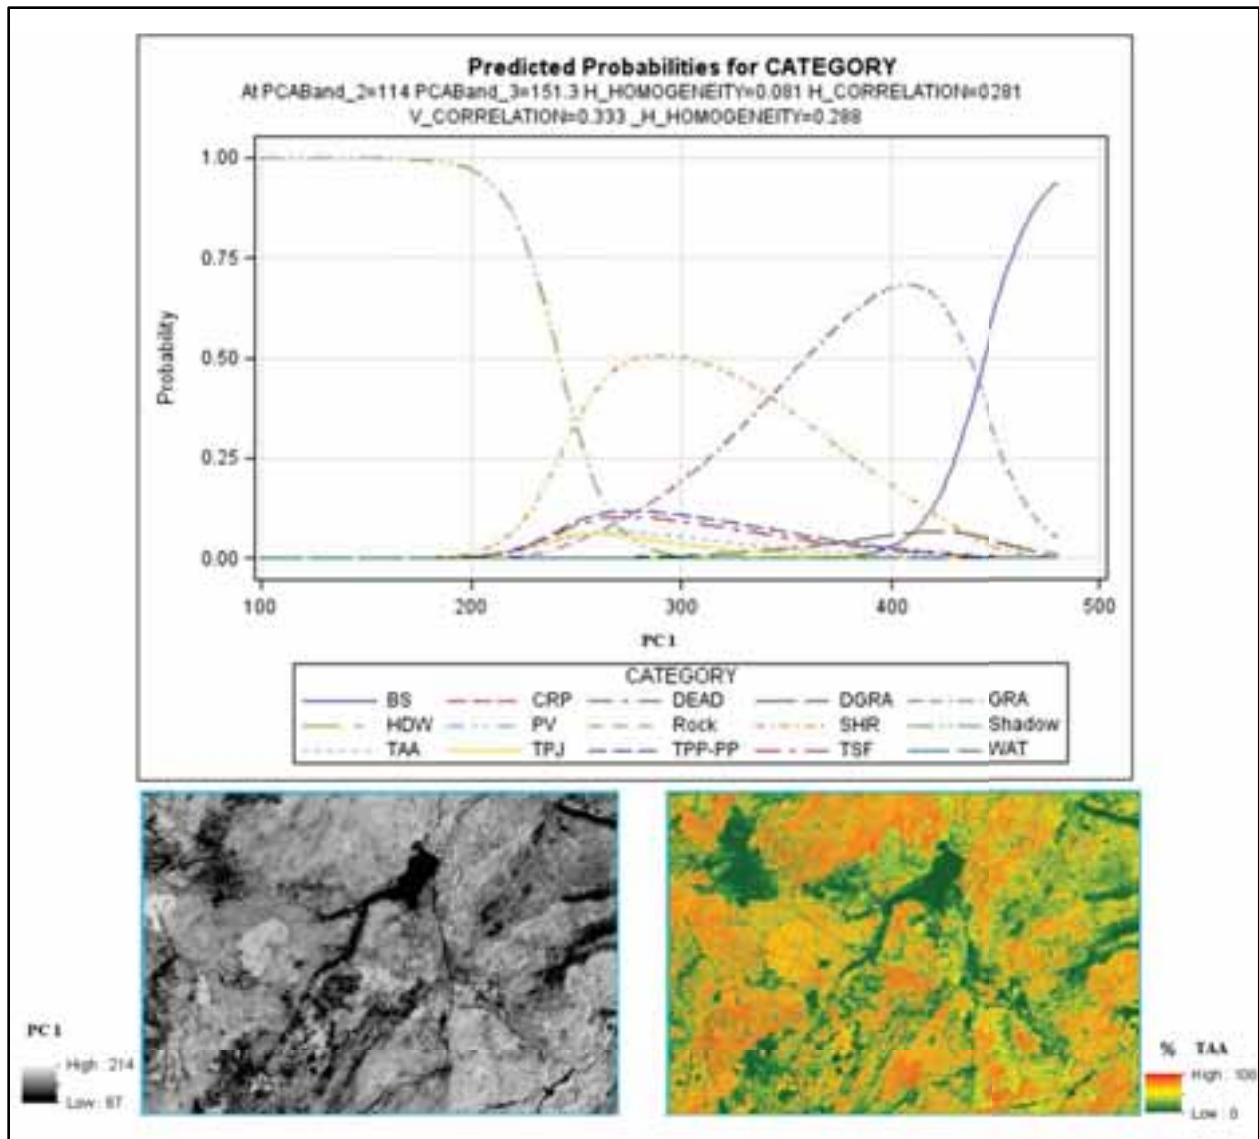 Predicted Probabilities for CATEGORY
At PCABand_2=114 PCABand_3=151.3 H_HOMOGENEITY=0.081 H_CORRELATION=0281
V_CORRELATION=0.333 _H_HOMOGENEITY=0.288
1.00
0.75
0.50
0.25
0.00
Probability
100 200 300 400 500
PC 1
CATEGORY
BS CRP DEAD DGRA GRA
HDW PV Rock SHR Shadow
TAA TPJ TPP-PP TSF WAT
PC 1
High : 214
Low : 67
% TAA
High : 100
Low : 0